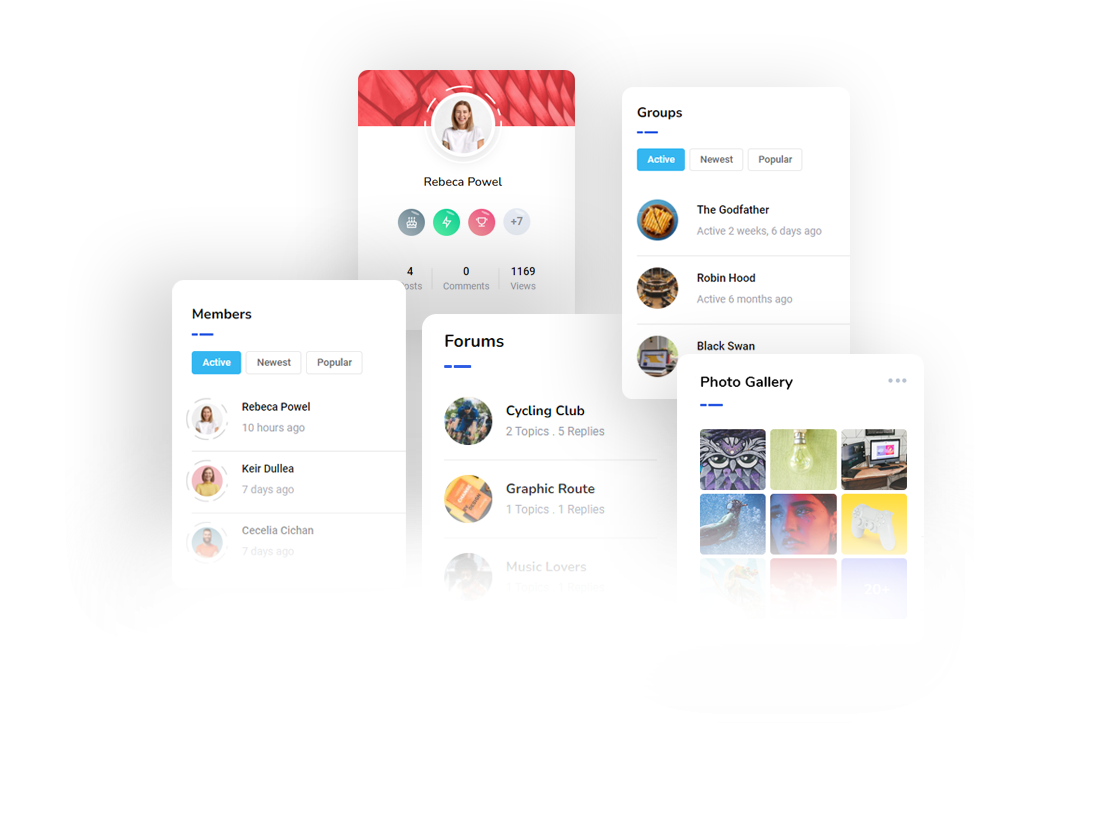 Rebeca Powel
+7
4
0
1169
osts
Comments
Views
Groups
Active
Newest
Popular
The Godfather
Active 2 weeks, 6 days ago
Robin Hood
Active 6 months ago
Black Swan
Members
Active
Newest
Popular
Rebeca Powel
10 hours ago
Keir Dullea
7 days ago
Cecelia Cichan
7 days ago
Forums
Cycling Club
2 Topics . 5 Replies
Graphic Route
1 Topics . 1 Replies
Music Lovers
Photo Gallery
20+